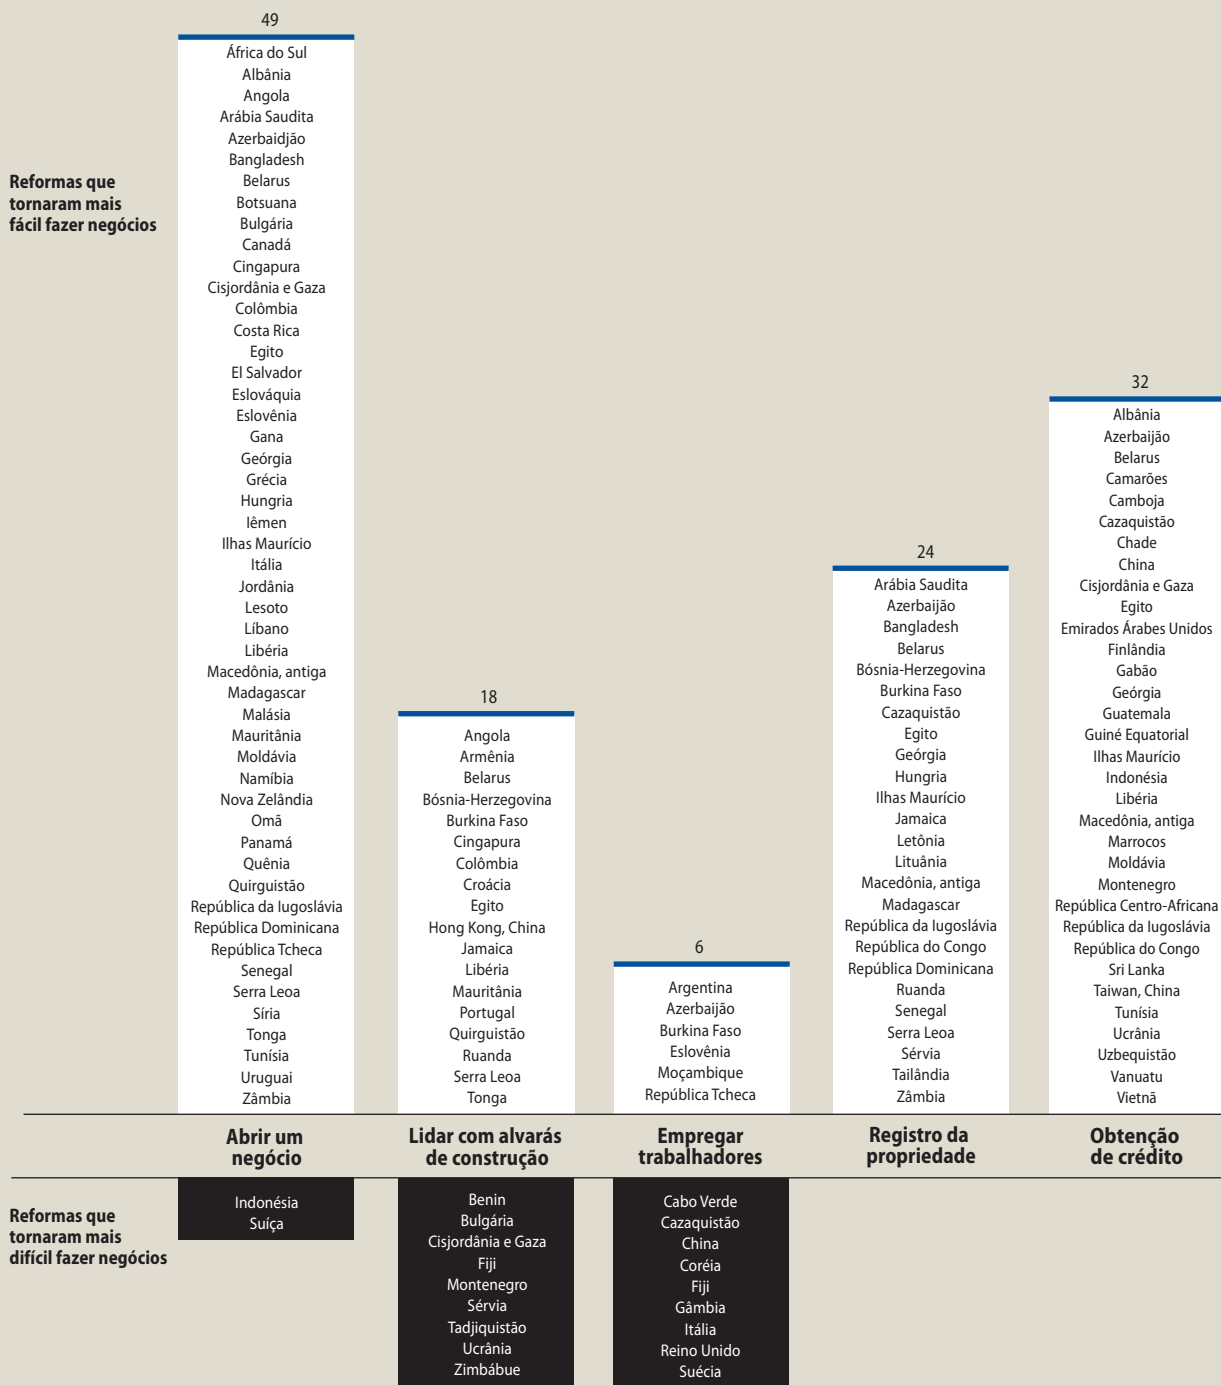 Reformas que
tornaram mais
fácil fazer negócios
49
África do Sul
Albânia
Angola
Arábia Saudita
Azerbaidjão
Bangladesh
Belarus
Botsuana
Bulgária
Canadá
Cingapura
Cisjordânia e Gaza
Colômbia
Costa Rica
Egito
El Salvador
Eslováquia
Eslovênia
Gana
Geórgia
Grécia
Hungria
Iêmen
Ilhas Maurício
Itália
Jordânia
Lesoto
Líbano
Libéria
Macedônia, antiga
Madagascar
Malásia
Mauritânia
Moldávia
Namíbia
Nova Zelândia
Omã
Panamá
Quênia
Quirguistão
República da Iugoslávia
República Dominicana
República Tcheca
Senegal
Serra Leoa
Síria
Tonga
Tunísia
Uruguai
Zâmbia
18
Angola
Armênia
Belarus
Bósnia-Herzegovina
Burkina Faso
Cingapura
Colômbia
Croácia
Egito
Hong Kong, China
Jamaica
Libéria
Mauritânia
Portugal
Quirguistão
Ruanda
Serra Leoa
Tonga
6
Argentina
Azerbaijão
Burkina Faso
Eslovênia
Moçambique
República Tcheca
24
Arábia Saudita
Azerbaijão
Bangladesh
Belarus
Bósnia-Herzegovina
Burkina Faso
Cazaquistão
Egito
Geórgia
Hungria
Ilhas Maurício
Jamaica
Letônia
Lituânia
Macedônia, antiga
Madagascar
República da Iugoslávia
República do Congo
República Dominicana
Ruanda
Senegal
Serra Leoa
Sérvia
Tailândia
Zâmbia
32
Albânia
Azerbaijão
Belarus
Camarões
Camboja
Cazaquistão
Chade
China
Cisjordânia e Gaza
Egito
Emirados Árabes Unidos
Finlândia
Gabão
Geórgia
Guatemala
Guiné Equatorial
Ilhas Maurício
Indonésia
Libéria
Macedônia, antiga
Marrocos
Moldávia
Montenegro
República Centro-Africana
República da Iugoslávia
República do Congo
Sri Lanka
Taiwan, China
Tunísia
Ucrânia
Uzbequistão
Vanuatu
Vietnã
Abrir um
negócio
Lidar com alvarás
de construção
Empregar
trabalhadores
Registro da
propriedade
Obtenção
de crédito
Reformas que
tornaram mais
difícil fazer negócios
Indonésia
Suíça
Benin
Bulgária
Cisjordânia e Gaza
Fiji
Montenegro
Sérvia
Tadjiquistão
Ucrânia
Zimbábue
Cabo Verde
Cazaquistão
China
Coréia
Fiji
Gâmbia
Itália
Reino Unido
Suécia